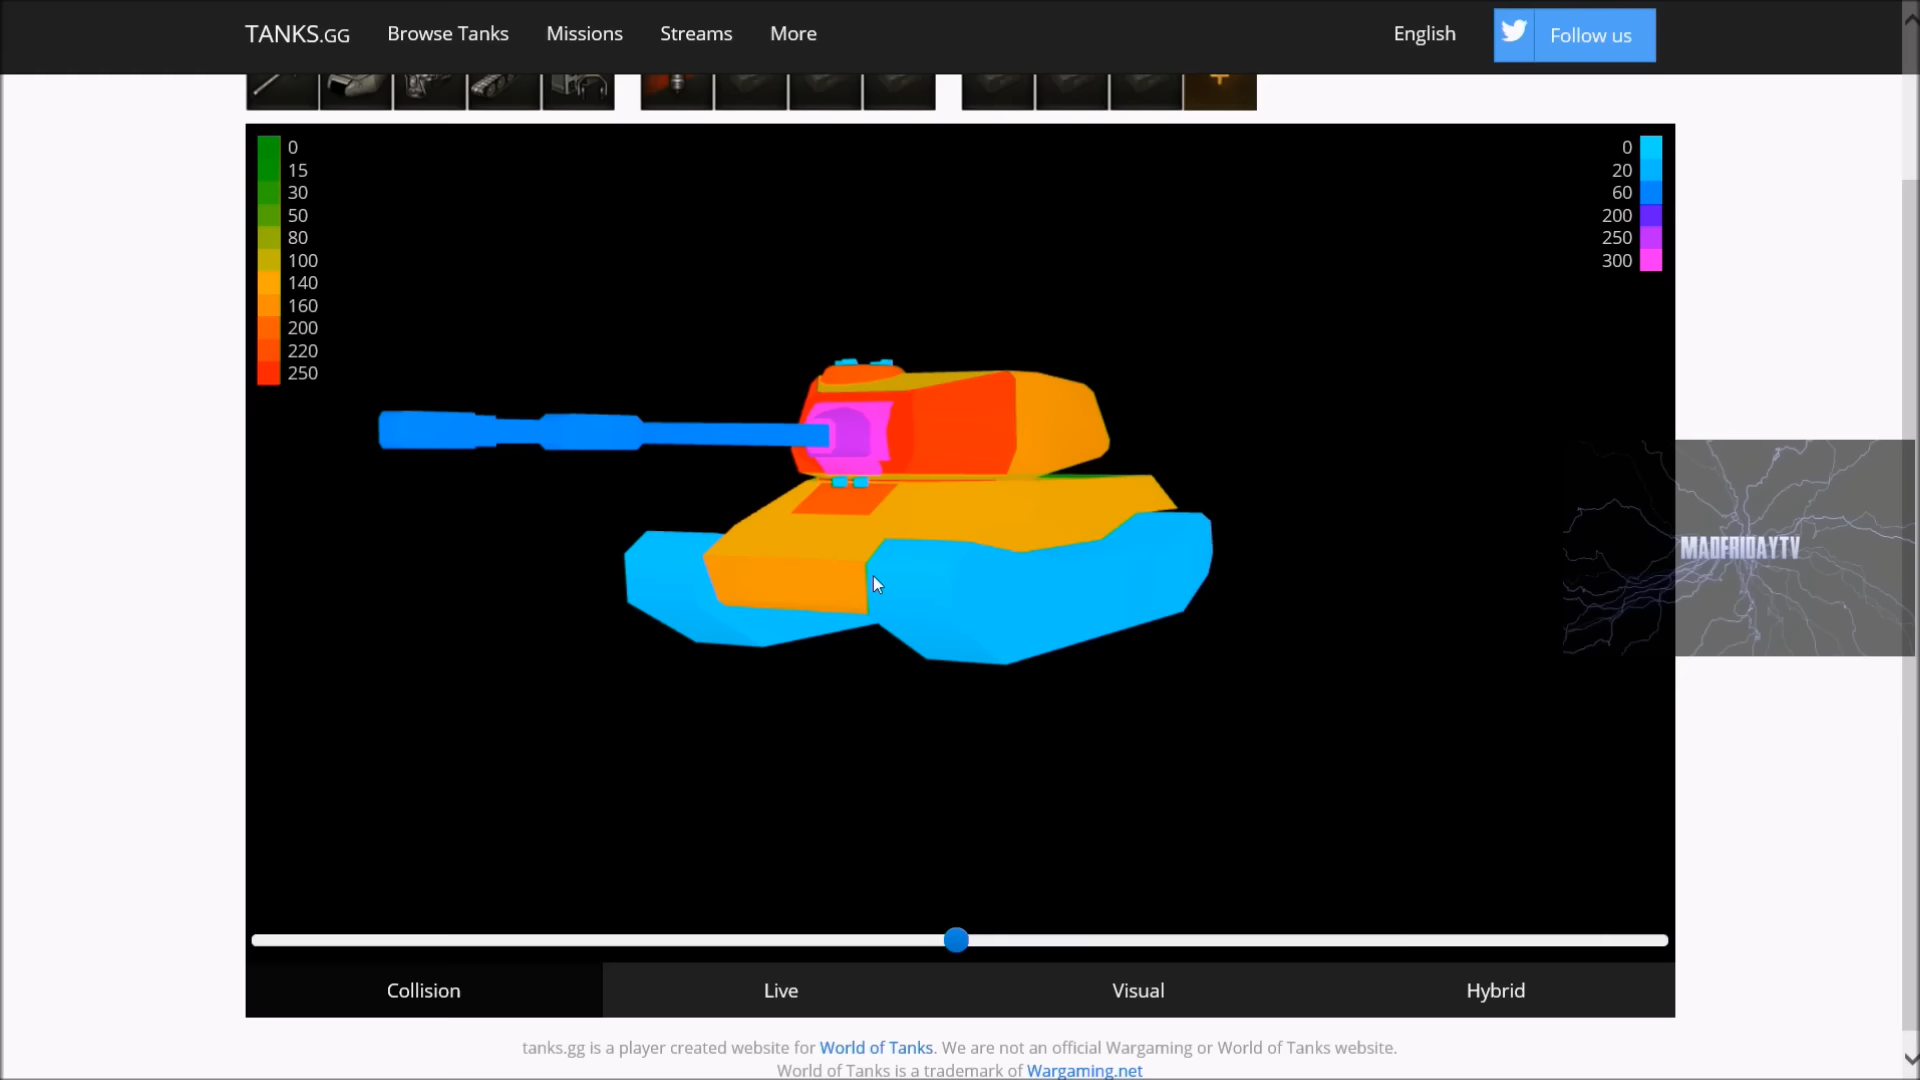 TANKS.GG
Browse Tanks
Missions
Streams
More
English
Follow us
0
15
30
50
80
100
140
160
200
220
250
0
20
60
200
250
300
MADFRIDAYTV
Collision
Live
Visual
Hybrid
tanks.gg is a player created website for World of Tanks. We are not an official Wargaming or World of Tanks website.
World of Tanks is a trademark of Wargaming.net